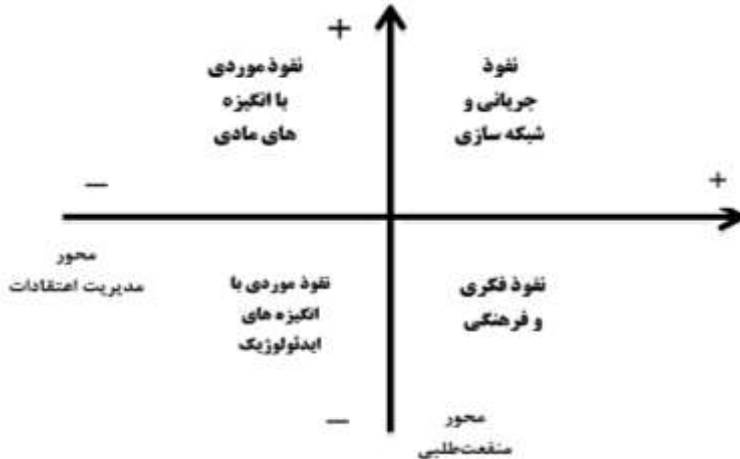 +
نفوذ
جریانی و
شبکه سازی
نفوذ موردی
با انگیزه
های مادی
+
–
محور
مدیریت اعتقادات
نفوذ فکری
و فرهنگی
نفوذ موردی با
انگیزه های
ایدئولوژیک
–
محور
منفعت‌طلبی